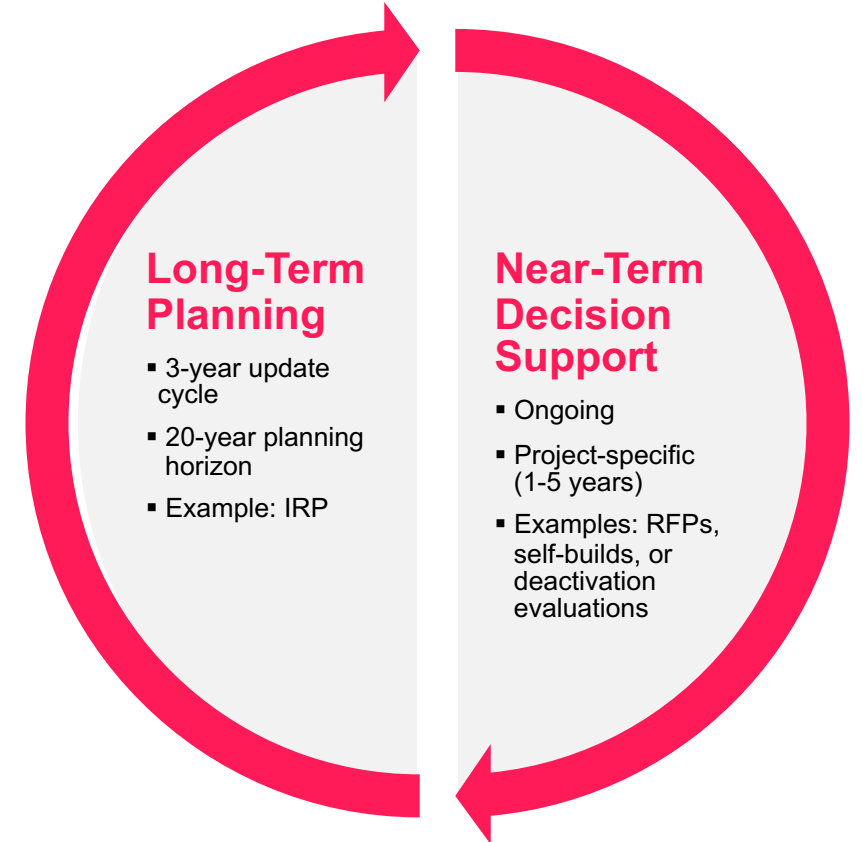 Long-Term
Planning
▪ 3-year update
cycle
▪ 20-year planning
horizon
▪ Example: IRP
Near-Term
Decision
Support
▪ Ongoing
▪ Project-specific
(1-5 years)
▪ Examples: RFPs,
self-builds, or
deactivation
evaluations